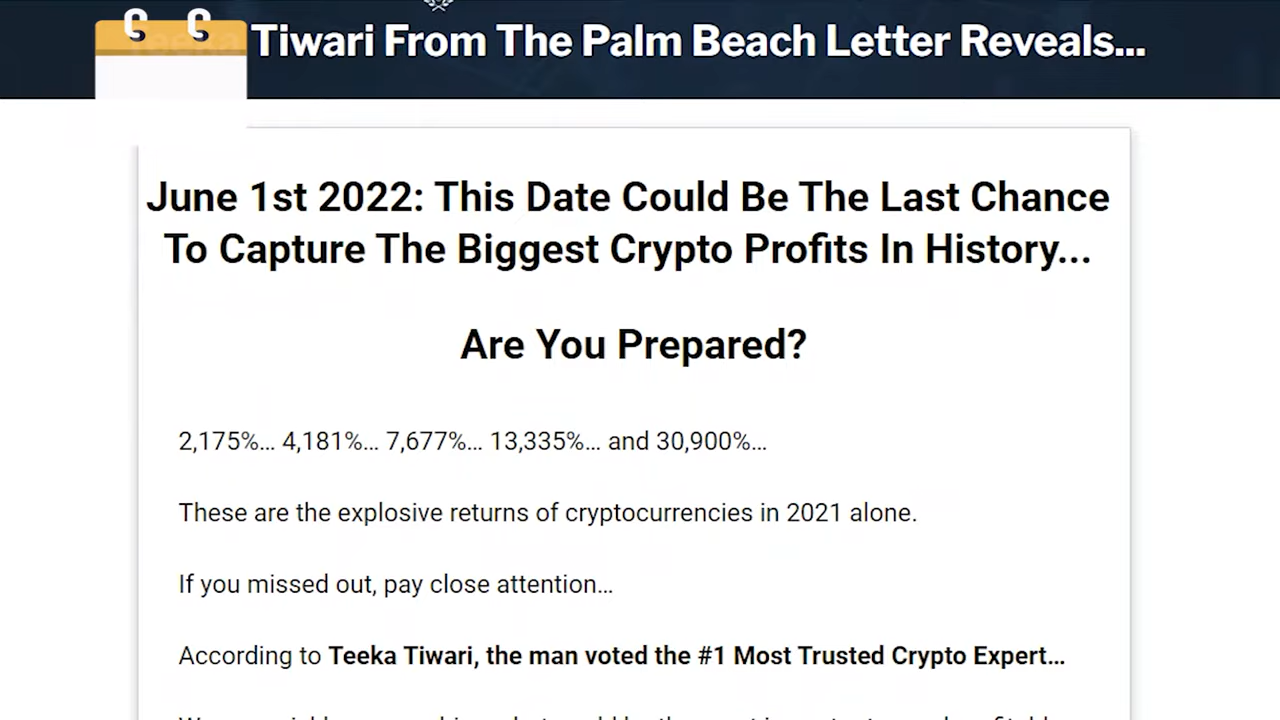 Tiwari From The Palm Beach Letter Reveals...
June 1st 2022: This Date Could Be The Last Chance
To Capture The Biggest Crypto Profits In History...
Are You Prepared?
2,175%... 4,181%... 7,677%... 13,335%... and 30,900%...
These are the explosive returns of cryptocurrencies in 2021 alone.
If you missed out, pay close attention...
According to Teeka Tiwari, the man voted the #1 Most Trusted Crypto Expert...